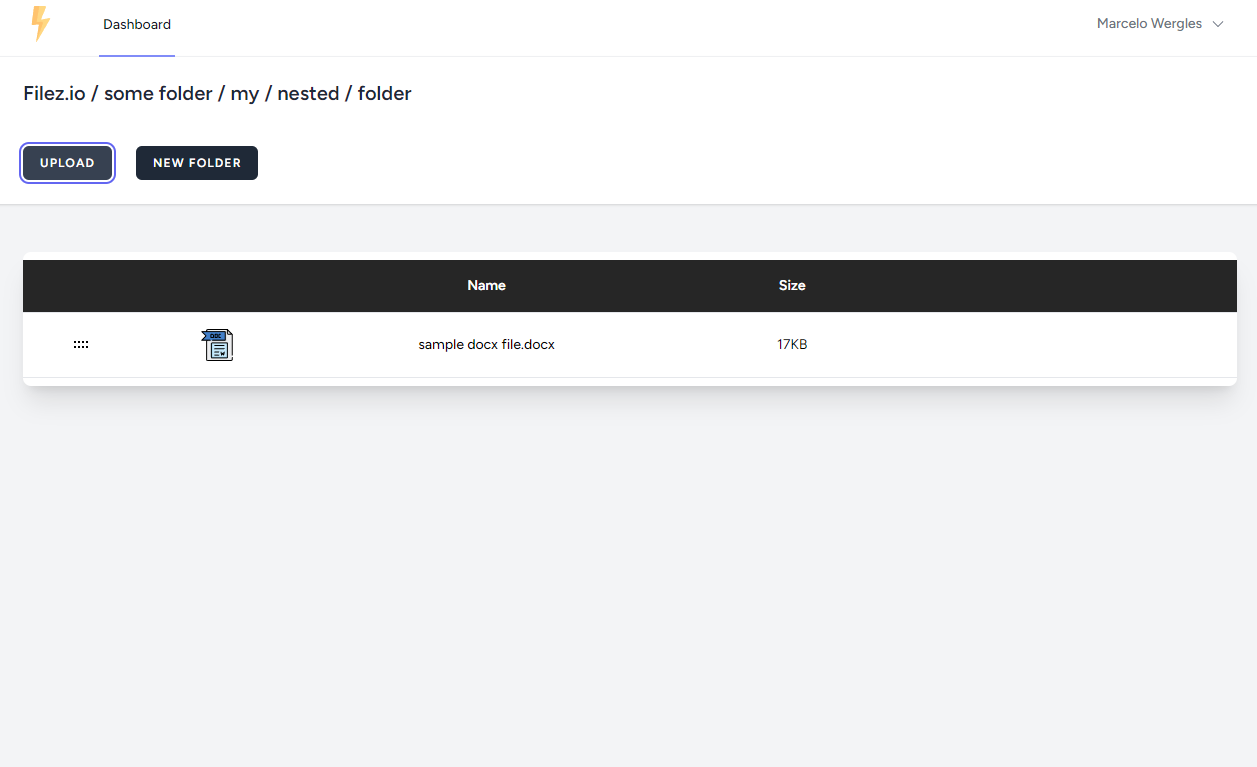 Dashboard
Marcelo Wergles
Filez.io / some folder / my / nested / folder
UPLOAD NEW FOLDER
Name Size
DOC
W
sample docx file.docx 17KB